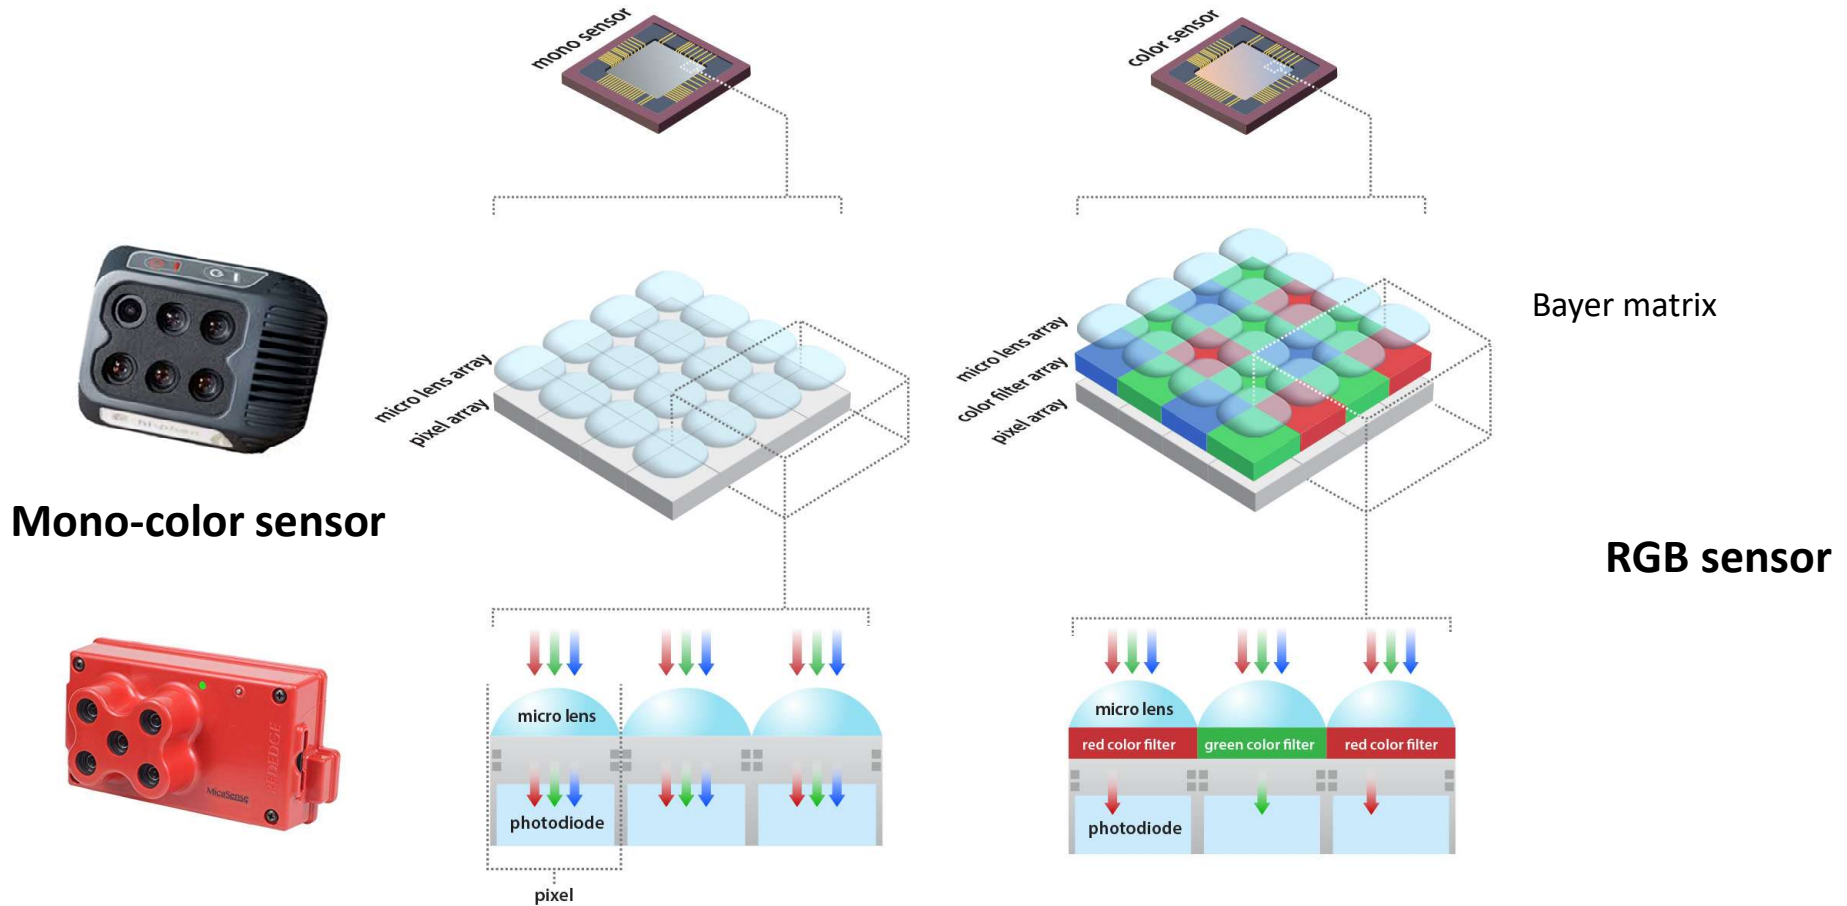 mono sensor
color sensor
micro lens array
pixel array
micro lens array
color filter array
pixel array
Bayer matrix
Mono-color sensor
RGB sensor
micro lens
photodiode
pixel
micro lens
red color filter
green color filter
red color filter
photodiode
REDEDGE
MicaSense